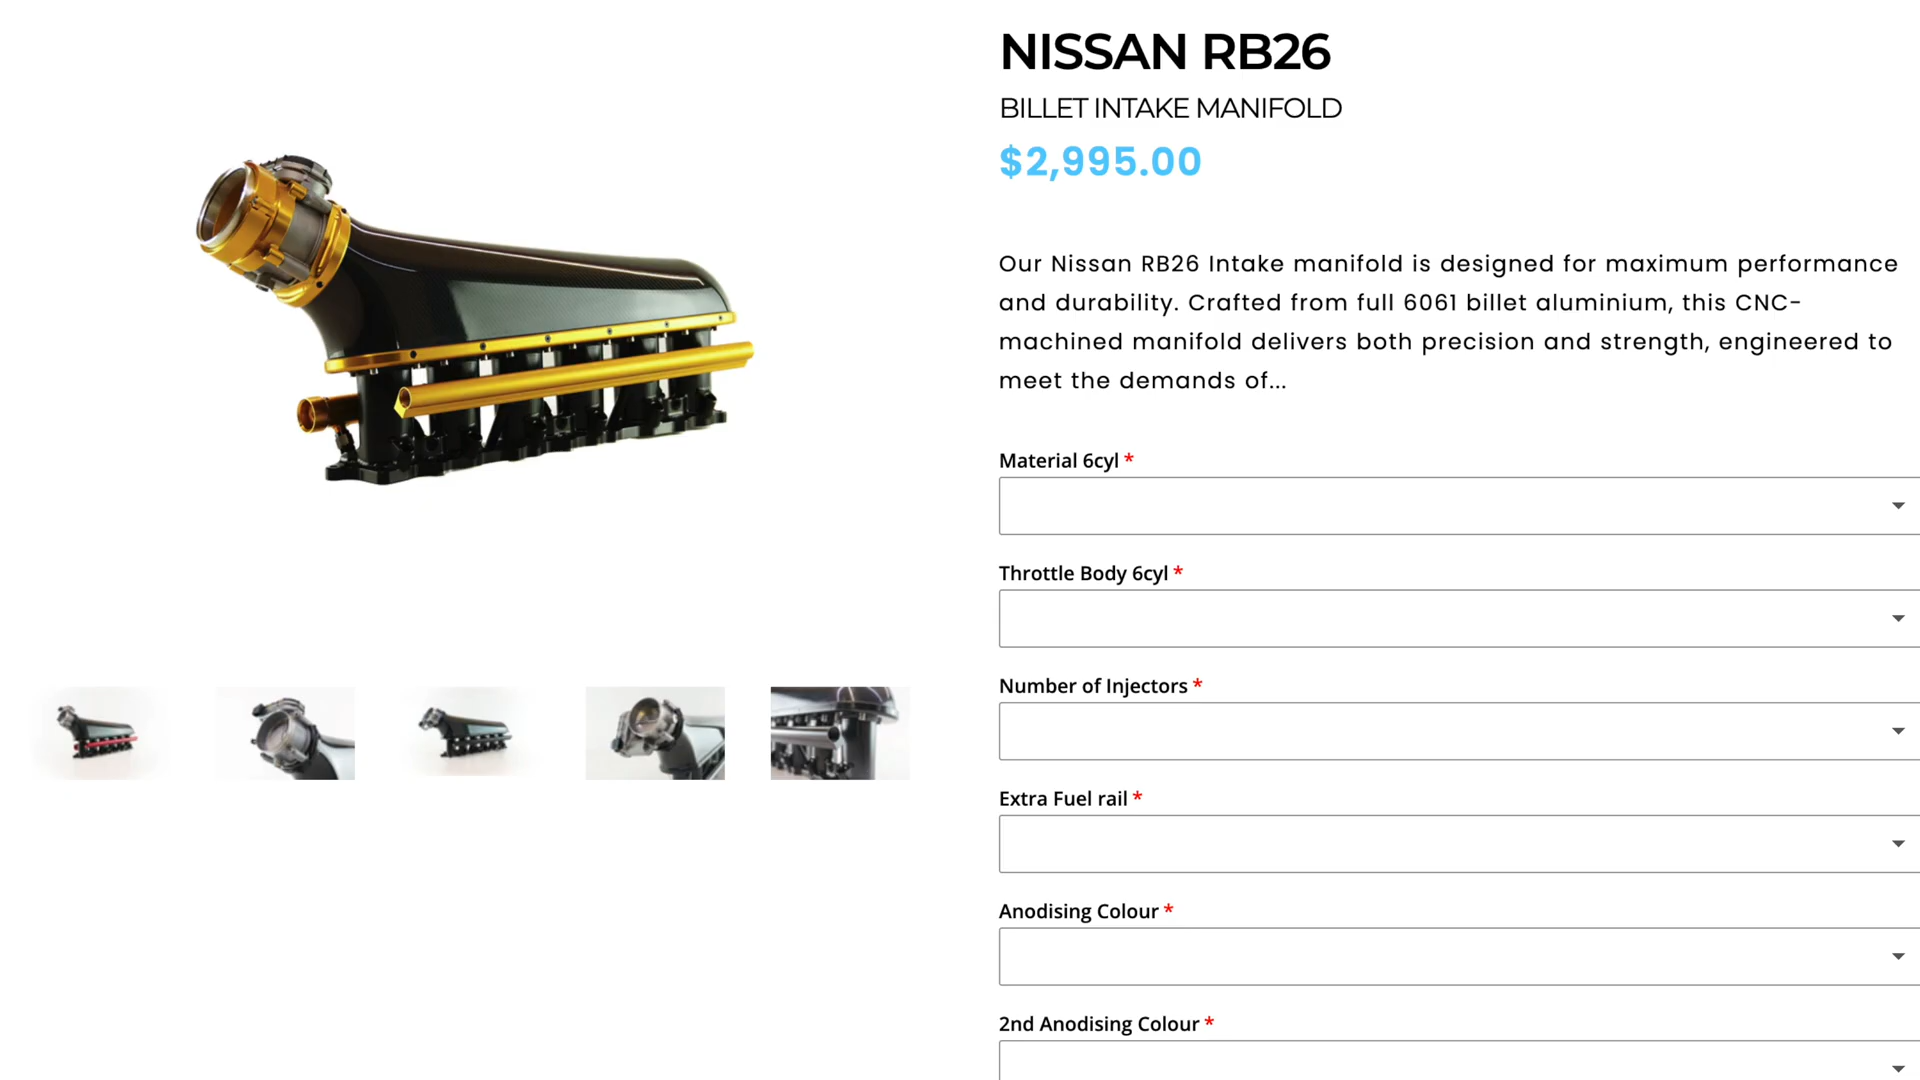 NISSAN RB26
BILLET INTAKE MANIFOLD
$2,995.00
Our Nissan RB26 Intake manifold is designed for maximum performance
and durability. Crafted from full 6061 billet aluminium, this CNC-
machined manifold delivers both precision and strength, engineered to
meet the demands of...
Material 6cyl *
Throttle Body 6cyl *
Number of Injectors *
Extra Fuel rail *
Anodising Colour *
2nd Anodising Colour *